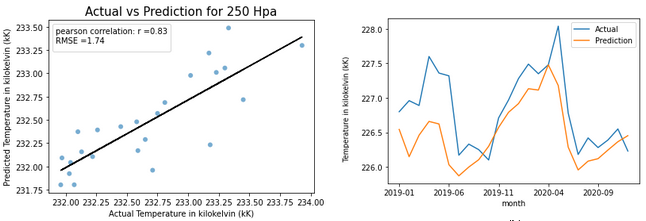 Actual vs Prediction for 250 Hpa
pearson correlation: r =0.83
RMSE =1.74
Predicted Temperature in kilokelvin (kK)
233.50
233.25
233.00
232.75
232.50
232.25
232.00
231.75
232.00 232.25 232.50 232.75 233.00 233.25 233.50 233.75 234.00
Actual Temperature in kilokelvin (kK)
Actual
Prediction
Temperature in kilokelvin (kK)
228.0
227.5
227.0
226.5
226.0
2019-01 2019-06 2019-11 2020-04 2020-09
month